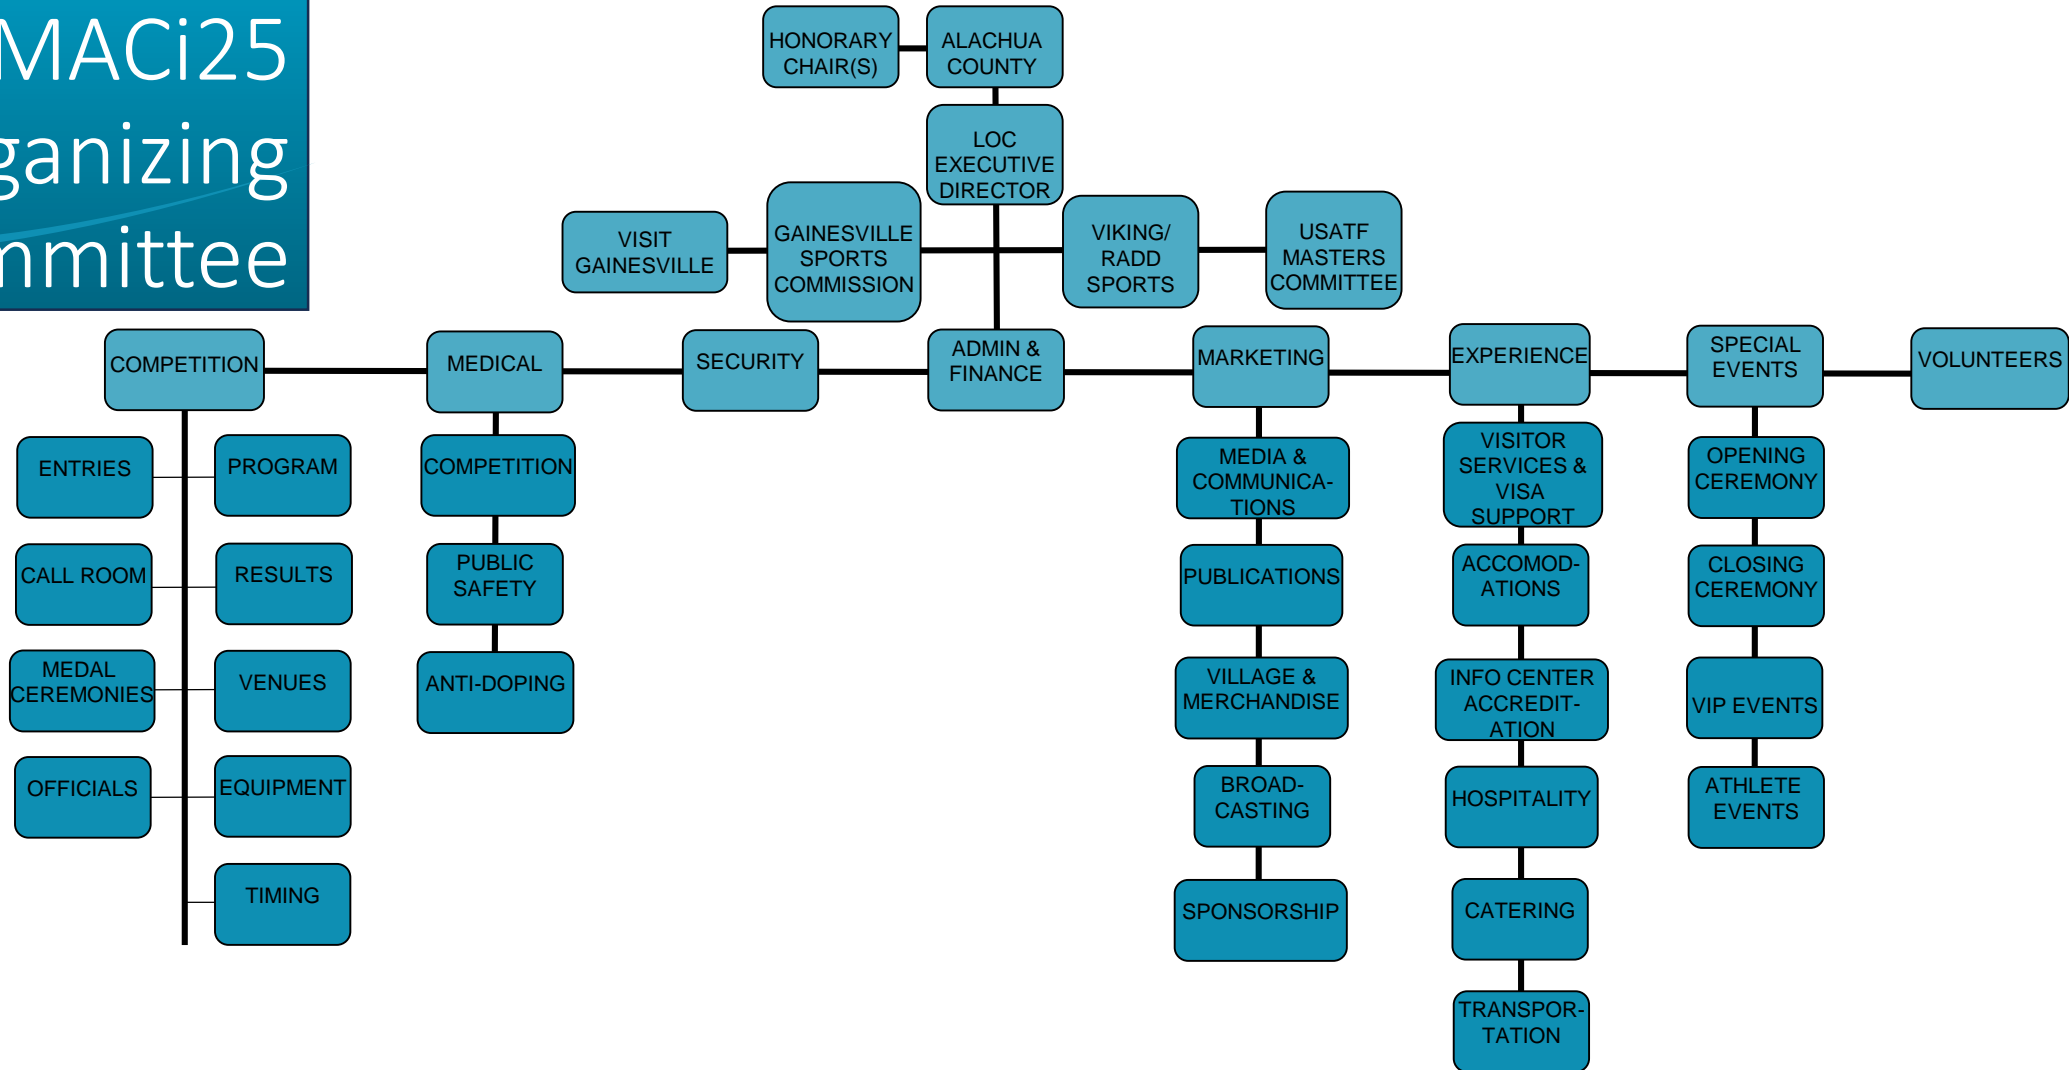 MACi25
ganizing
mmittee
HONORARY
CHAIR(S)
ALACHUA
COUNTY
LOC
EXECUTIVE
DIRECTOR
VISIT
GAINESVILLE
GAINESVILLE
SPORTS
COMMISSION
VIKING/
RADD
SPORTS
USATF
MASTERS
COMMITTEE
COMPETITION
MEDICAL
SECURITY
ADMIN &
FINANCE
MARKETING
EXPERIENCE
SPECIAL
EVENTS
VOLUNTEERS
ENTRIES
PROGRAM
CALL ROOM
RESULTS
MEDAL
CEREMONIES
VENUES
OFFICIALS
EQUIPMENT
TIMING
COMPETITION
PUBLIC
SAFETY
ANTI-DOPING
MEDIA &
COMMUNICA-
TIONS
PUBLICATIONS
VILLAGE &
MERCHANDISE
BROAD-
CASTING
SPONSORSHIP
VISITOR
SERVICES &
VISA
SUPPORT
ACCOMOD-
ATIONS
INFO CENTER
ACCREDIT-
ATION
HOSPITALITY
CATERING
TRANSPOR-
TATION
OPENING
CEREMONY
CLOSING
CEREMONY
VIP EVENTS
ATHLETE
EVENTS